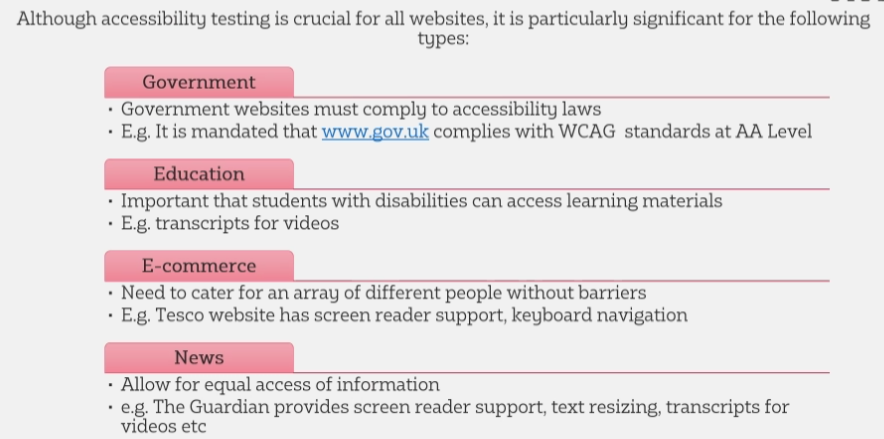 Although accessibility testing is crucial for all websites, it is particularly significant for the following
types:
Government
• Government websites must comply to accessibility laws
• E.g. It is mandated that www.gov.uk complies with WCAG standards at AA Level
Education
• Important that students with disabilities can access learning materials
• E.g. transcripts for videos
E-commerce
• Need to cater for an array of different people without barriers
• E.g. Tesco website has screen reader support, keyboard navigation
News
• Allow for equal access of information
• e.g. The Guardian provides screen reader support, text resizing, transcripts for
videos etc